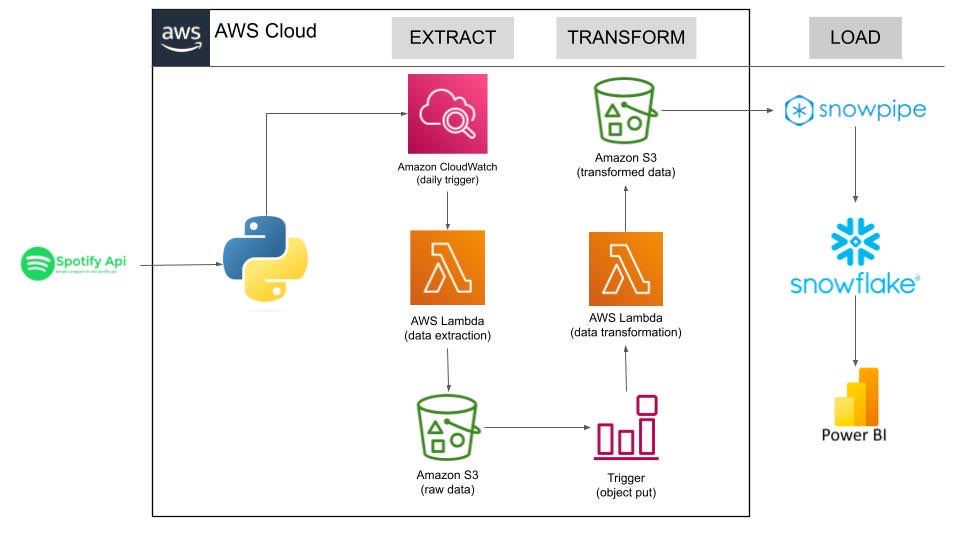 aws
AWS Cloud
EXTRACT
TRANSFORM
LOAD
Amazon CloudWatch
(daily trigger)
Amazon S3
(transformed data)
snowpipe
Spotify Api
AWS Lambda
(data extraction)
AWS Lambda
(data transformation)
snowflake®
Amazon S3
(raw data)
Trigger
(object put)
Power BI